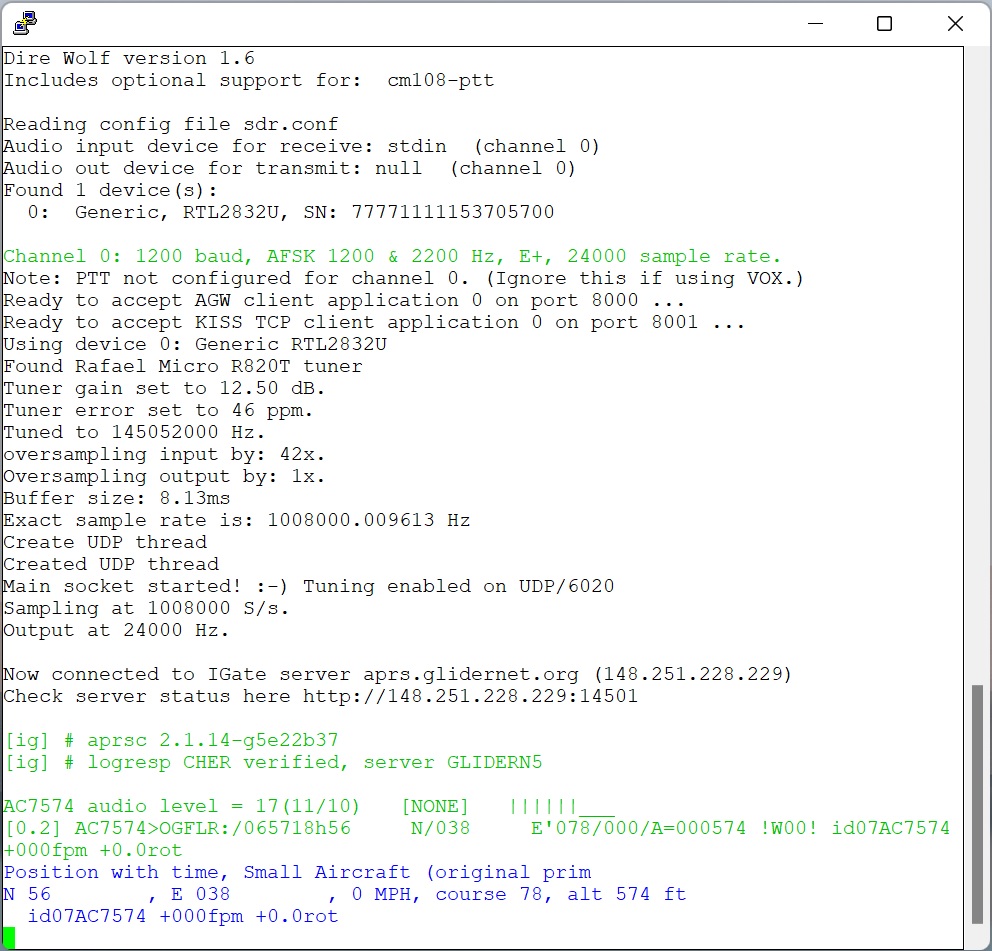 Dire Wolf version 1.6
Includes optional support for:  cm108-ptt
Reading config file sdr.conf
Audio input device for receive: stdin  (channel 0)
Audio out device for transmit: null  (channel 0)
Found 1 device(s):
  0:  Generic, RTL2832U, SN: 77771111153705700
Channel 0: 1200 baud, AFSK 1200 & 2200 Hz, E+, 24000 sample rate.
Note: PTT not configured for channel 0. (Ignore this if using VOX.)
Ready to accept AGW client application 0 on port 8000 ...
Ready to accept KISS TCP client application 0 on port 8001 ...
Using device 0: Generic RTL2832U
Found Rafael Micro R820T tuner
Tuner gain set to 12.50 dB.
Tuner error set to 46 ppm.
Tuned to 145052000 Hz.
oversampling input by: 42x.
Oversampling output by: 1x.
Buffer size: 8.13ms
Exact sample rate is: 1008000.009613 Hz
Create UDP thread
Created UDP thread
Main socket started! :-) Tuning enabled on UDP/6020
Sampling at 1008000 S/s.
Output at 24000 Hz.
Now connected to IGate server aprs.glidernet.org (148.251.228.229)
Check server status here http://148.251.228.229:14501
[ig] # aprsc 2.1.14-g5e22b37
[ig] # logresp CHER verified, server GLIDERN5
AC7574 audio level = 17(11/10)   [NONE]   ||||||___
[0.2] AC7574>OGFLR:/065718h56     N/038     E'078/000/A=000574 !W00! id07AC7574
+000fpm +0.0rot
Position with time, Small Aircraft (original prim
N 56        , E 038        , 0 MPH, course 78, alt 574 ft
  id07AC7574 +000fpm +0.0rot